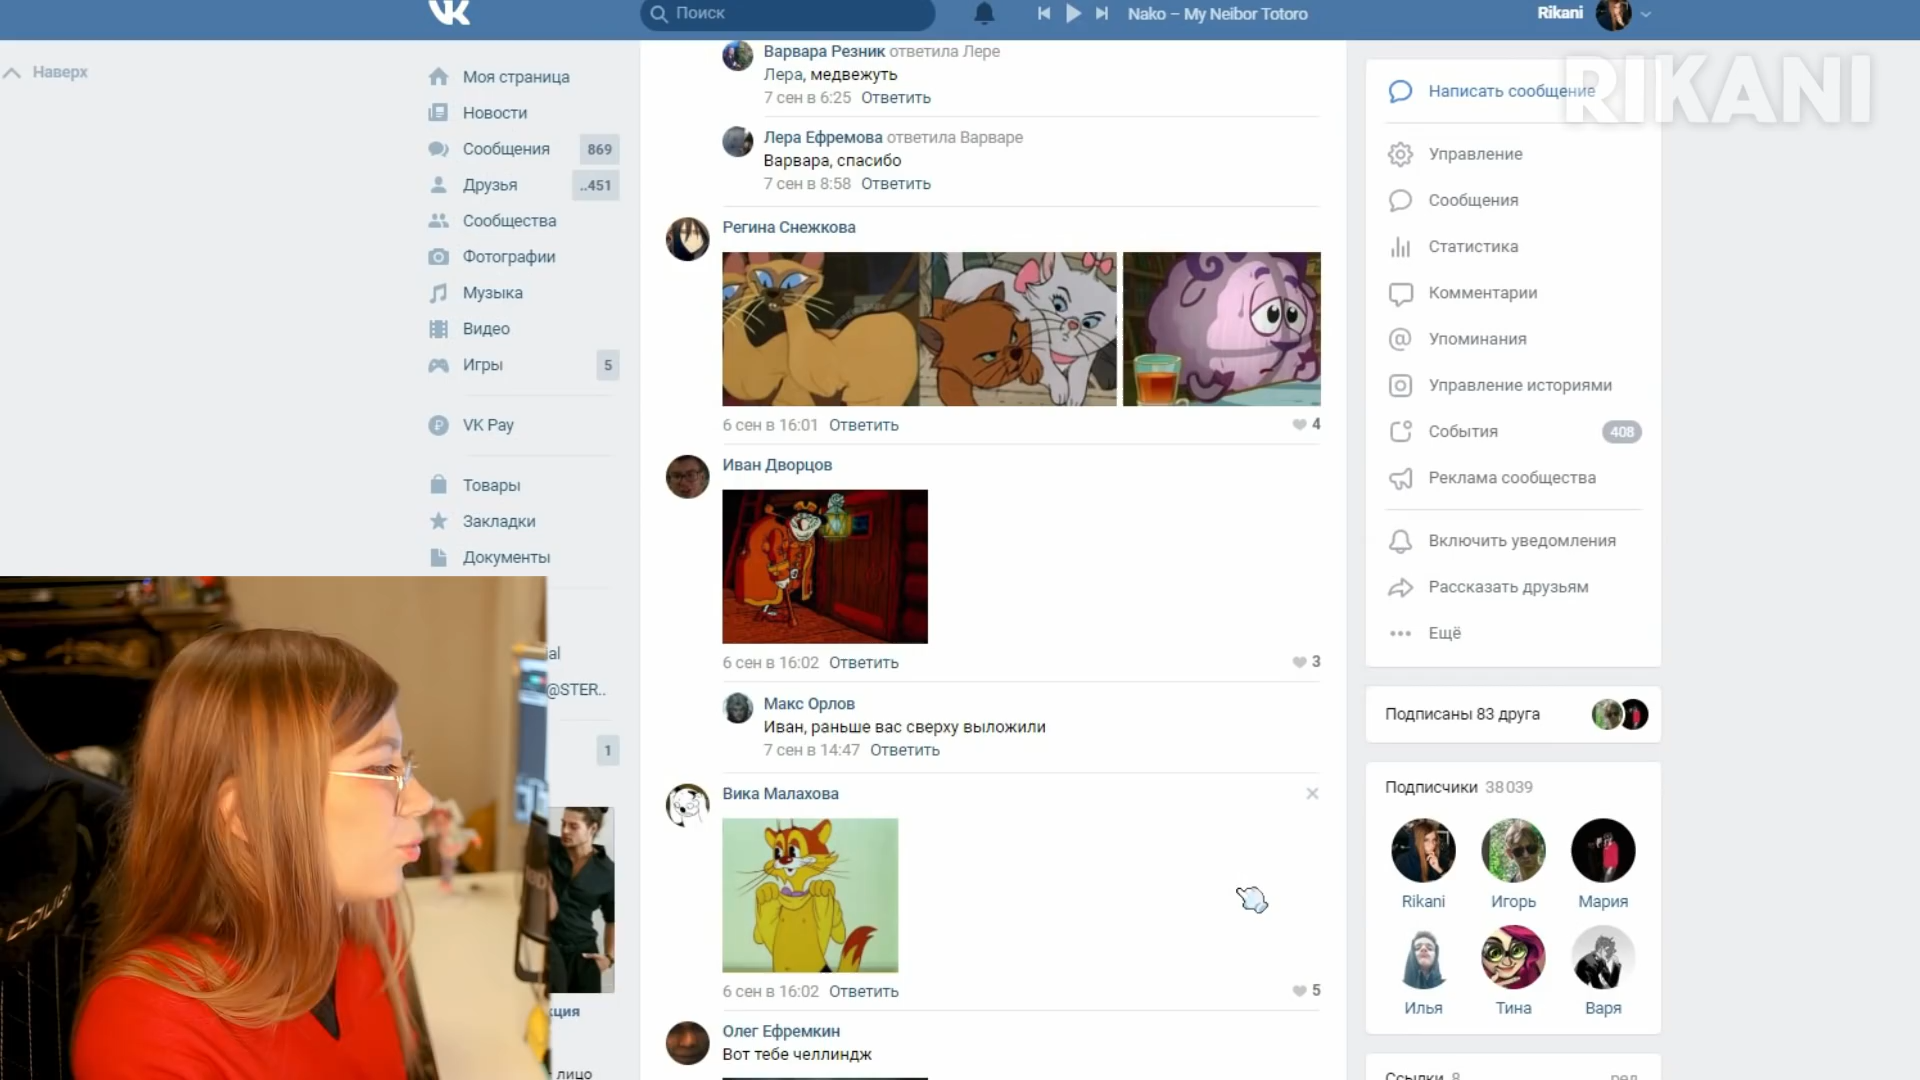 Поиск
Nako – My Neibor Totoro
Rikani
RIKANI
Наверх
Моя страница
Новости
Сообщения 869
Друзья ..451
Сообщества
Фотографии
Музыка
Видео
Игры 5
VK Pay
Товары
Закладки
Документы
al
@STER..
1
кция
лицо
Варвара Резник ответила Лере
Лера, медвежуть
7 сен в 6:25 Ответить
Лера Ефремова ответила Варваре
Варвара, спасибо
7 сен в 8:58 Ответить
Регина Снежкова
6 сен в 16:01 Ответить 4
Иван Дворцов
6 сен в 16:02 Ответить 3
Макс Орлов
Иван, раньше вас сверху выложили
7 сен в 14:47 Ответить
Вика Малахова
6 сен в 16:02 Ответить 5
Олег Ефремкин
Вот тебе челлиндж
Написать сообщение
Управление
Сообщения
Статистика
Комментарии
Упоминания
Управление историями
События 408
Реклама сообщества
Включить уведомления
Рассказать друзьям
Ещё
Подписаны 83 друга
Подписчики 38 039
Rikani Игорь Мария
Илья Тина Варя
Ссылки 8 ред.